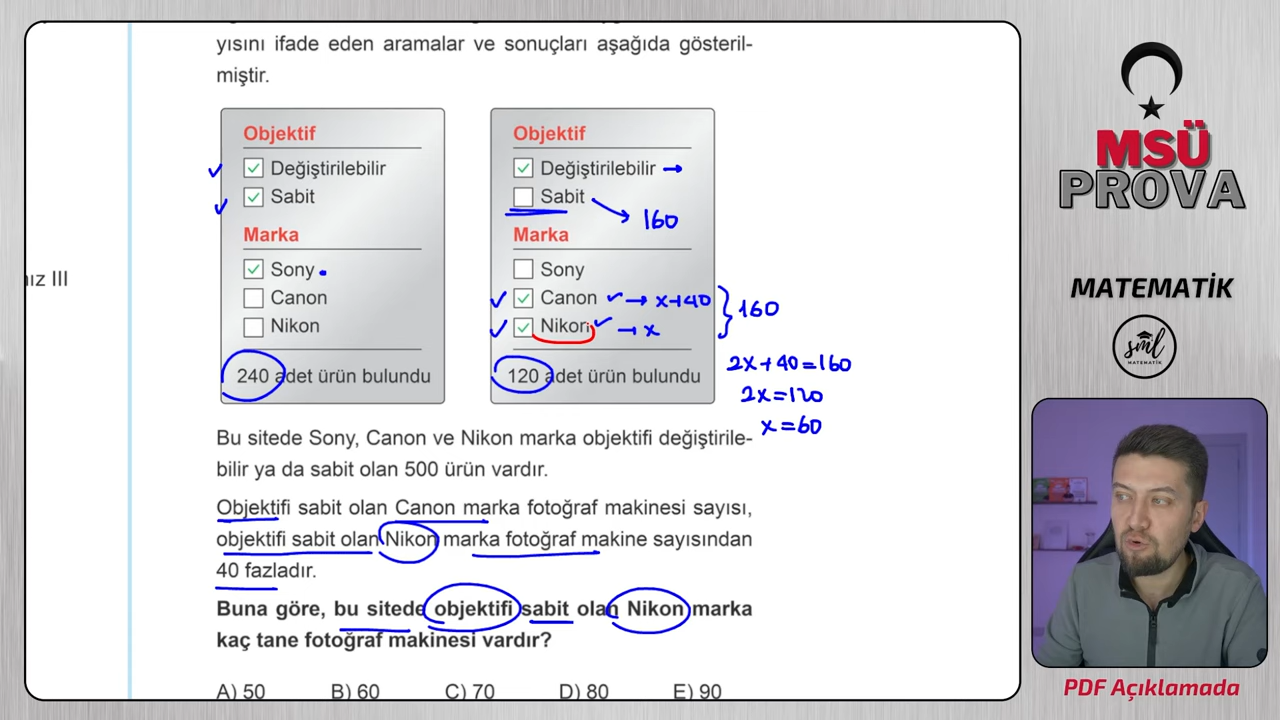 yısını ifade eden aramalar ve sonuçları aşağıda gösteril-
miştir.
Objektif
Değiştirilebilir
Sabit
Marka
Sony
Canon
Nikon
240 adet ürün bulundu
Objektif
Değiştirilebilir →
Sabit → 160
Marka
Sony
Canon → x+40
Nikon → x
} 160
120 adet ürün bulundu
2x+40=160
2x=120
x=60
Bu sitede Sony, Canon ve Nikon marka objektifi değiştirile-
bilir ya da sabit olan 500 ürün vardır.
Objektifi sabit olan Canon marka fotoğraf makinesi sayısı,
objektifi sabit olan Nikon marka fotoğraf makine sayısından
40 fazladır.
Buna göre, bu sitede objektifi sabit olan Nikon marka
kaç tane fotoğraf makinesi vardır?
A) 50 B) 60 C) 70 D) 80 E) 90
III
MSÜ
PROVA
MATEMATİK
sml
MATEMATİK
PDF Açıklamada